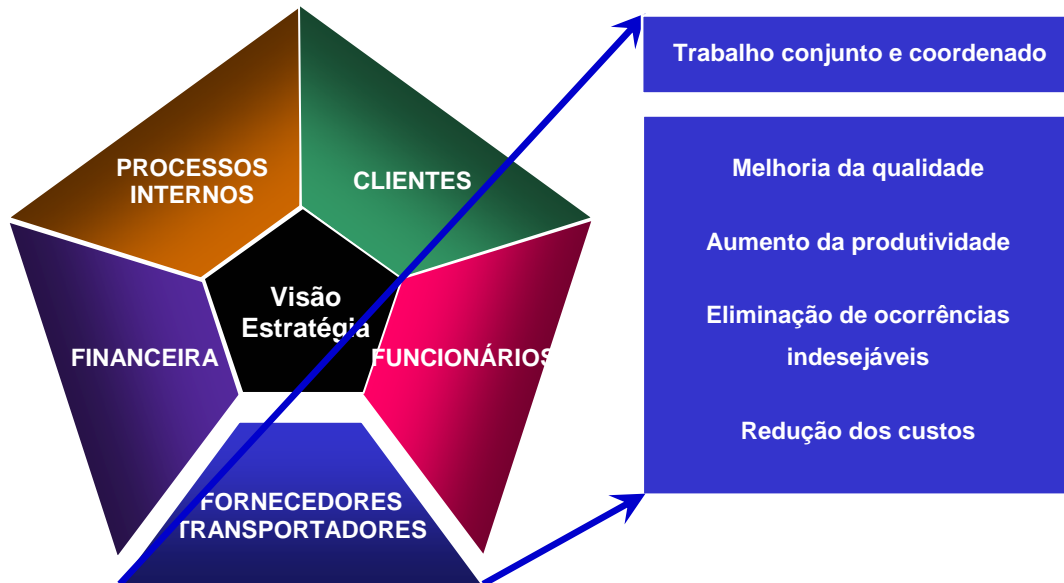 PROCESSOS
INTERNOS
CLIENTES
Visão
Estratégia
FINANCEIRA
FUNCIONÁRIOS
FORNECEDORES
TRANSPORTADORES
Trabalho conjunto e coordenado
Melhoria da qualidade
Aumento da produtividade
Eliminação de ocorrências
indesejáveis
Redução dos custos